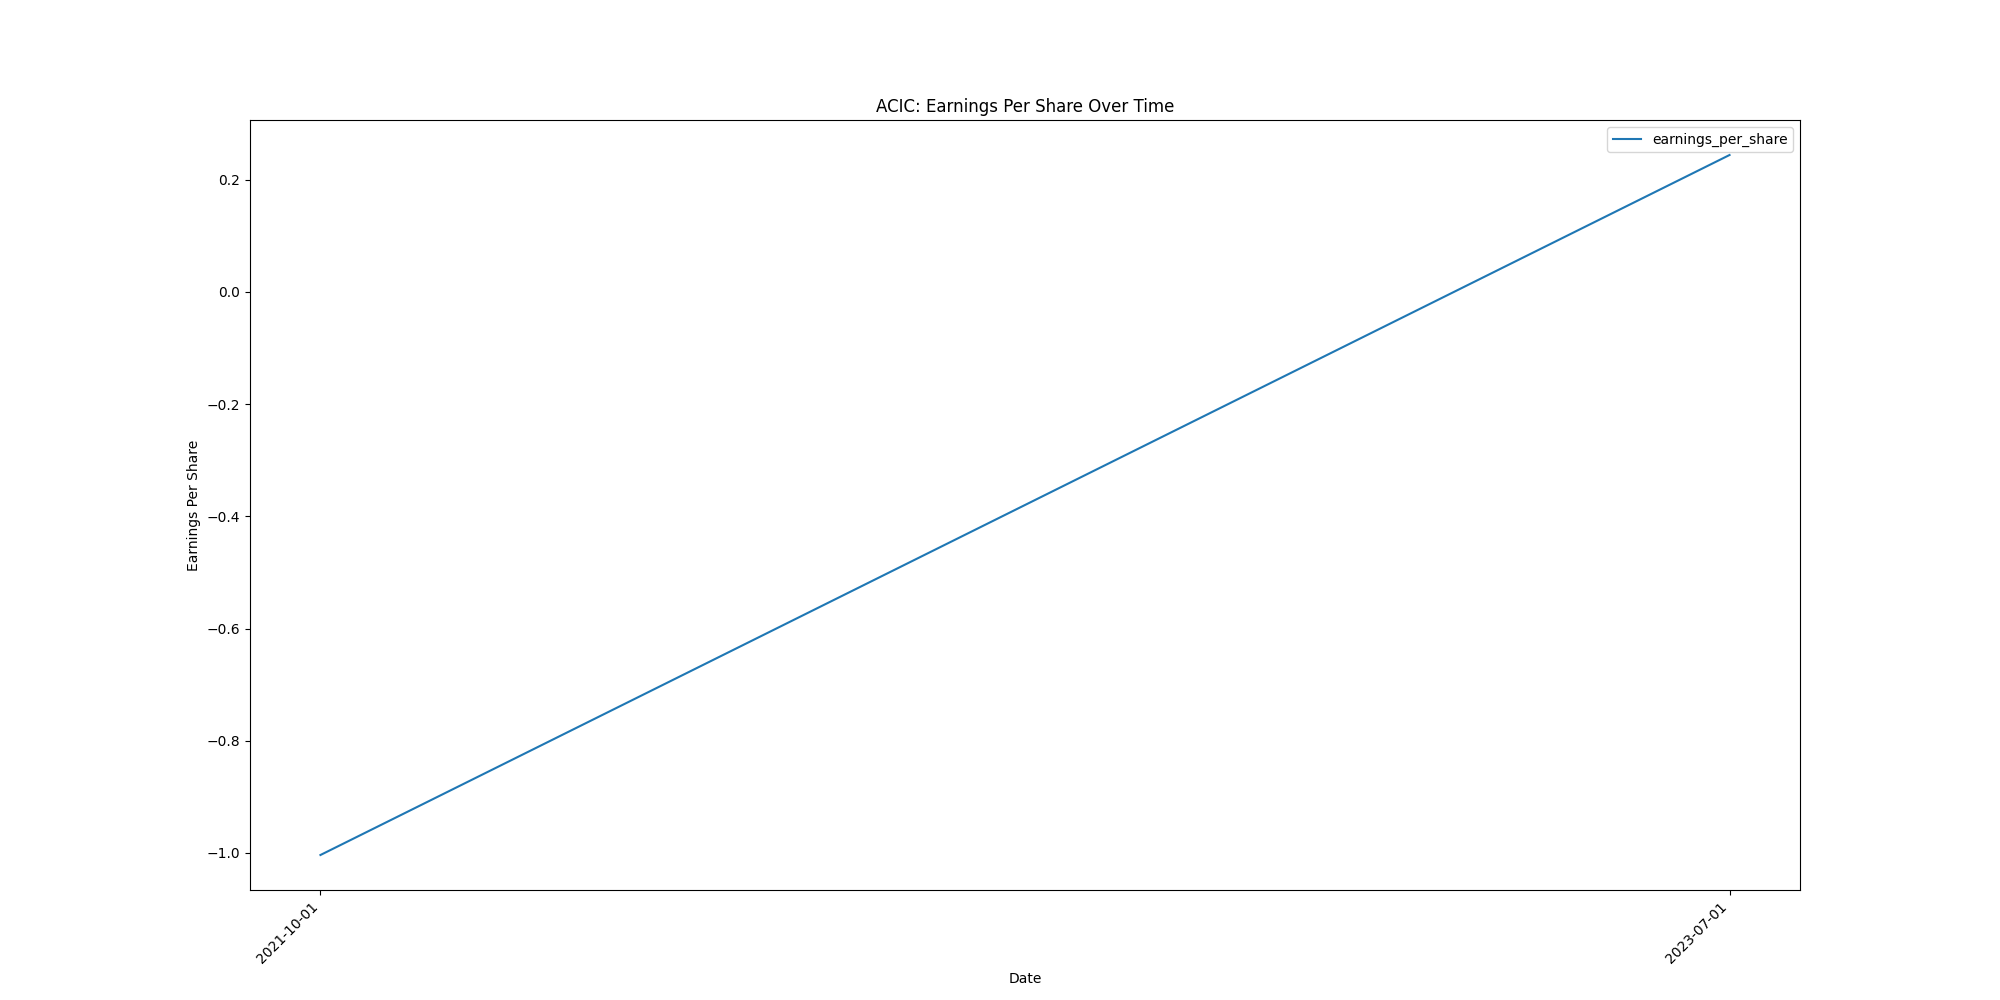 ACIC: Earnings Per Share Over Time
earnings_per_share
0.2
0.0
−0.2
−0.4
−0.6
−0.8
−1.0
Earnings Per Share
2021-10-01
2023-07-01
Date